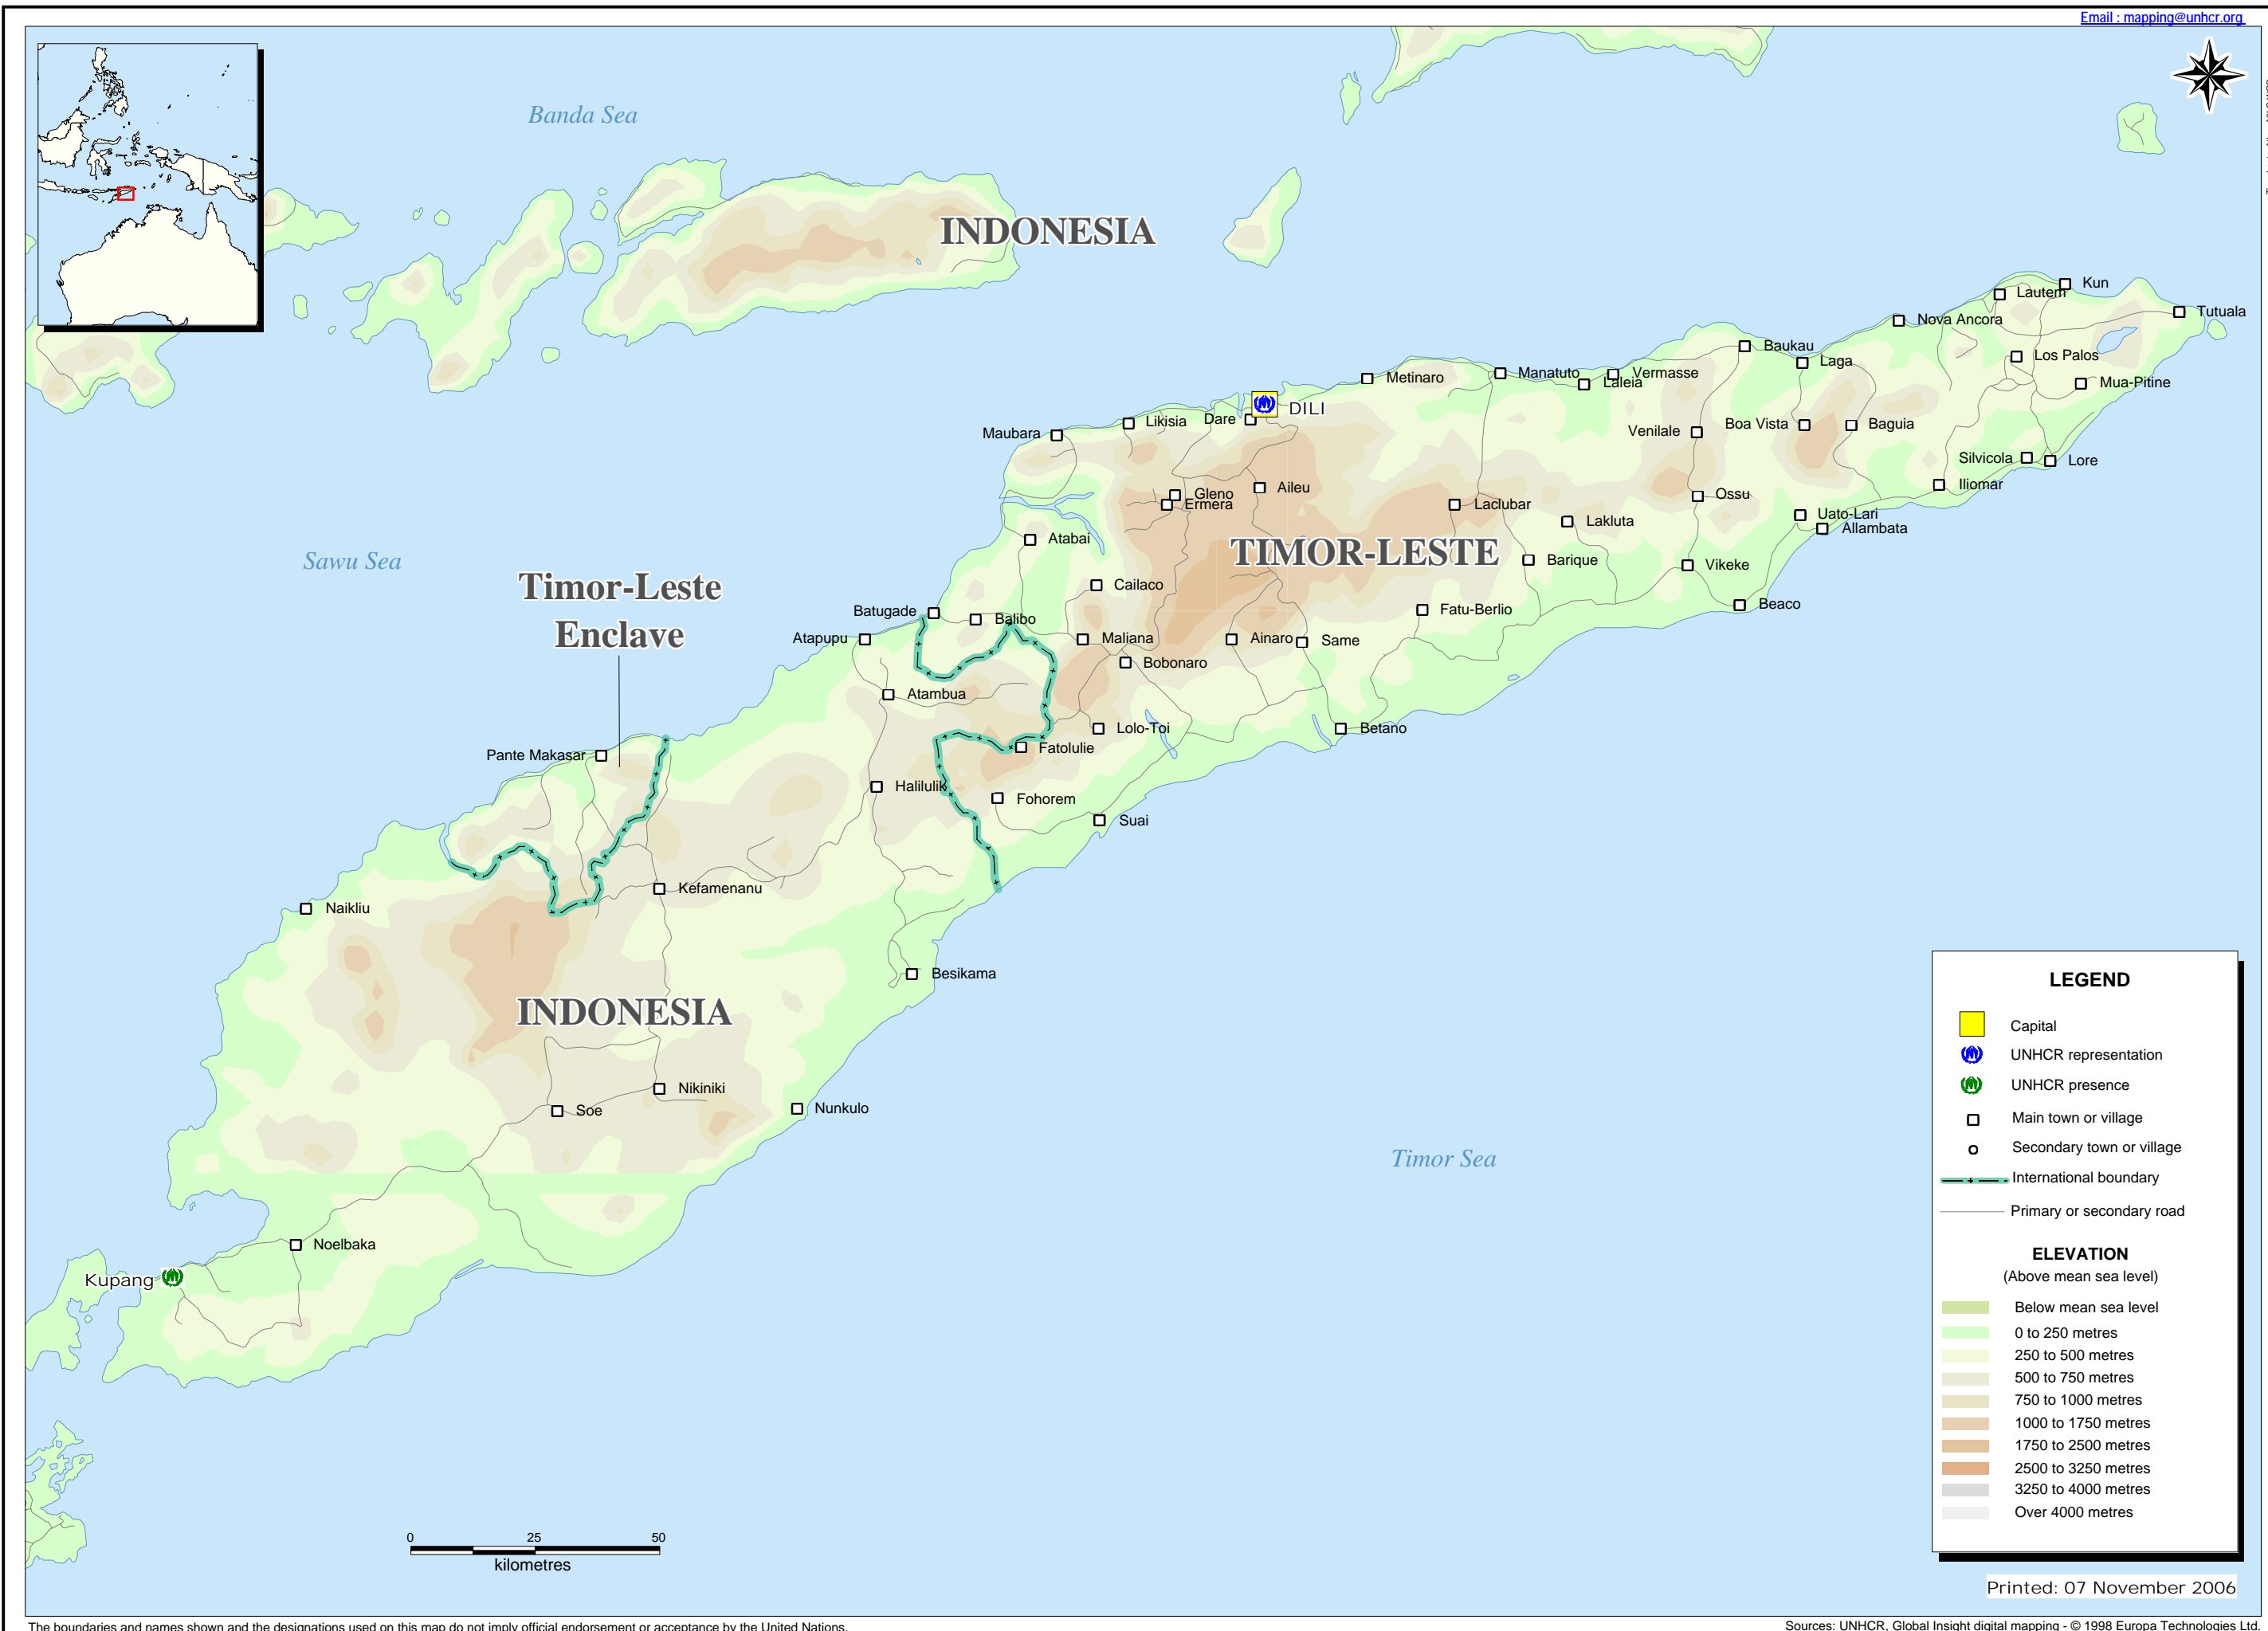 Email : mapping@unhcr.org
Banda Sea
INDONESIA
Kun
Lautem
Tutuala
Nova Ancora
Baukau
Los Palos
Laga
Metinaro
Manatuto
Vermasse
Laleia
Mua-Pitine
DILI
Likisia
Dare
Maubara
Venilale
Boa Vista
Baguia
Silvicola
Lore
Iliomar
Gleno
Ermera
Aileu
Laclubar
Ossu
Lakluta
Uato-Lari
Allambata
Atabai
TIMOR-LESTE
Sawu Sea
Barique
Vikeke
Timor-Leste
Enclave
Cailaco
Batugade
Balibo
Fatu-Berlio
Beaco
Atapupu
Maliana
Ainaro
Same
Bobonaro
Atambua
Lolo-Toi
Betano
Pante Makasar
Fatolulie
Halilulik
Fohorem
Suai
Kefamenanu
Naikliu
Besikama
INDONESIA
Nikiniki
Soe
Nunkulo
Timor Sea
Noelbaka
Kupang
LEGEND
Capital
UNHCR representation
UNHCR presence
Main town or village
Secondary town or village
International boundary
Primary or secondary road
ELEVATION
(Above mean sea level)
Below mean sea level
0 to 250 metres
250 to 500 metres
500 to 750 metres
750 to 1000 metres
1000 to 1750 metres
1750 to 2500 metres
2500 to 3250 metres
3250 to 4000 metres
Over 4000 metres
0 25 50
kilometres
Printed: 07 November 2006
The boundaries and names shown and the designations used on this map do not imply official endorsement or acceptance by the United Nations.
Sources: UNHCR, Global Insight digital mapping - © 1998 Europa Technologies Ltd.